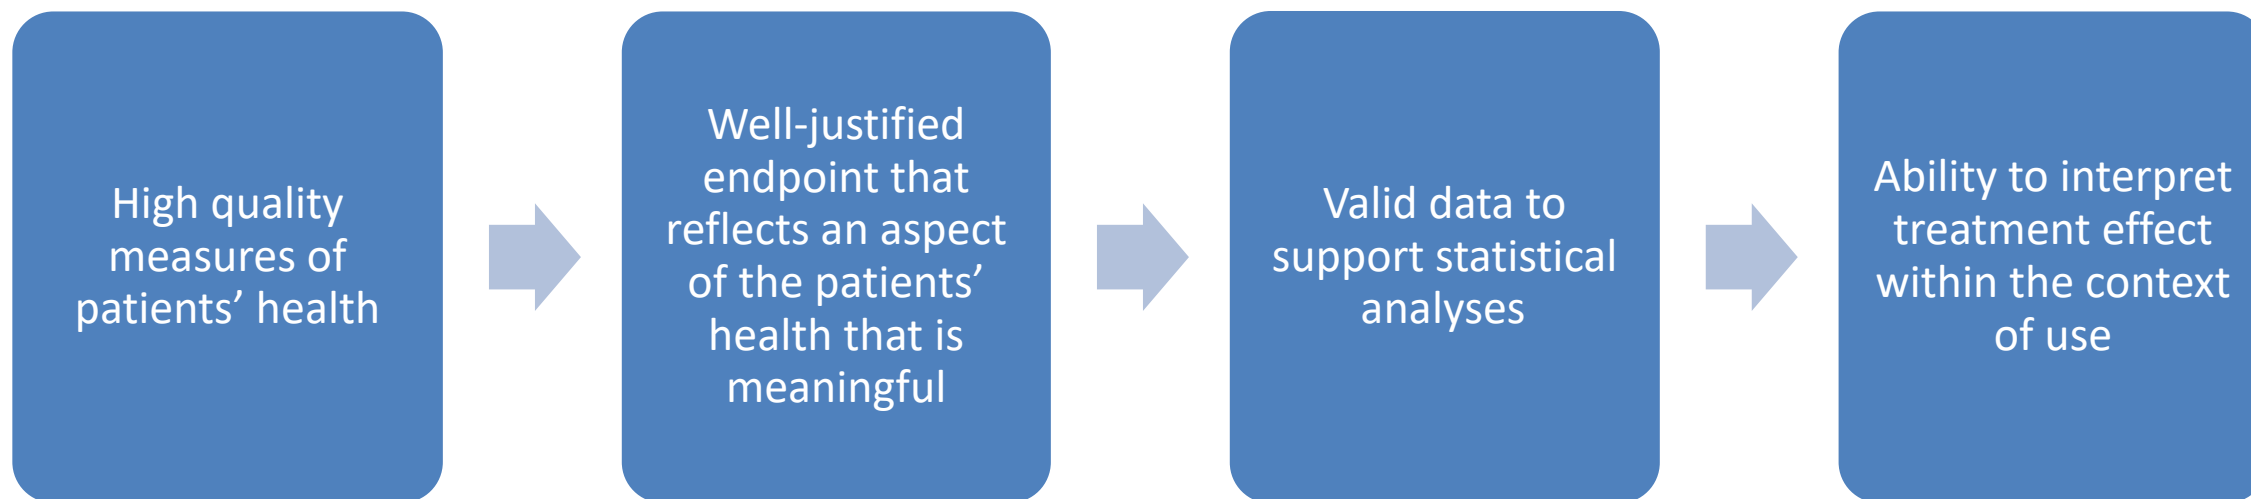 High quality
measures of
patients’ health
Well-justified
endpoint that
reflects an aspect
of the patients’
health that is
meaningful
Valid data to
support statistical
analyses
Ability to interpret
treatment effect
within the context
of use